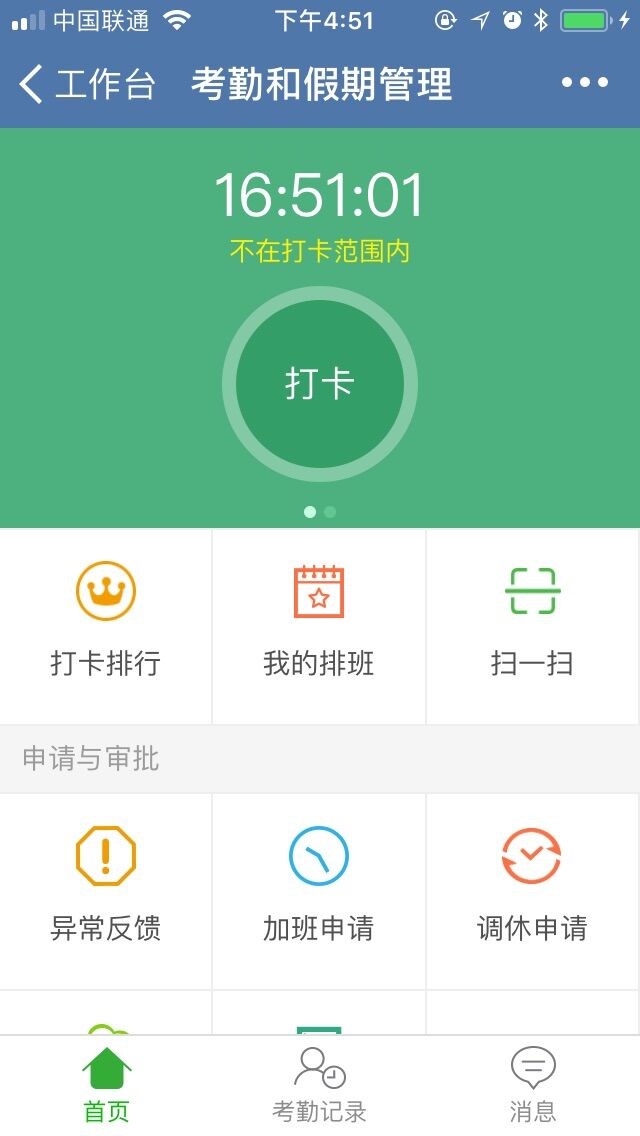 中国联通 下午4:51
工作台 考勤和假期管理
16:51:01
不在打卡范围内
打卡
打卡排行 我的排班 扫一扫
申请与审批
异常反馈 加班申请 调休申请
首页 考勤记录 消息